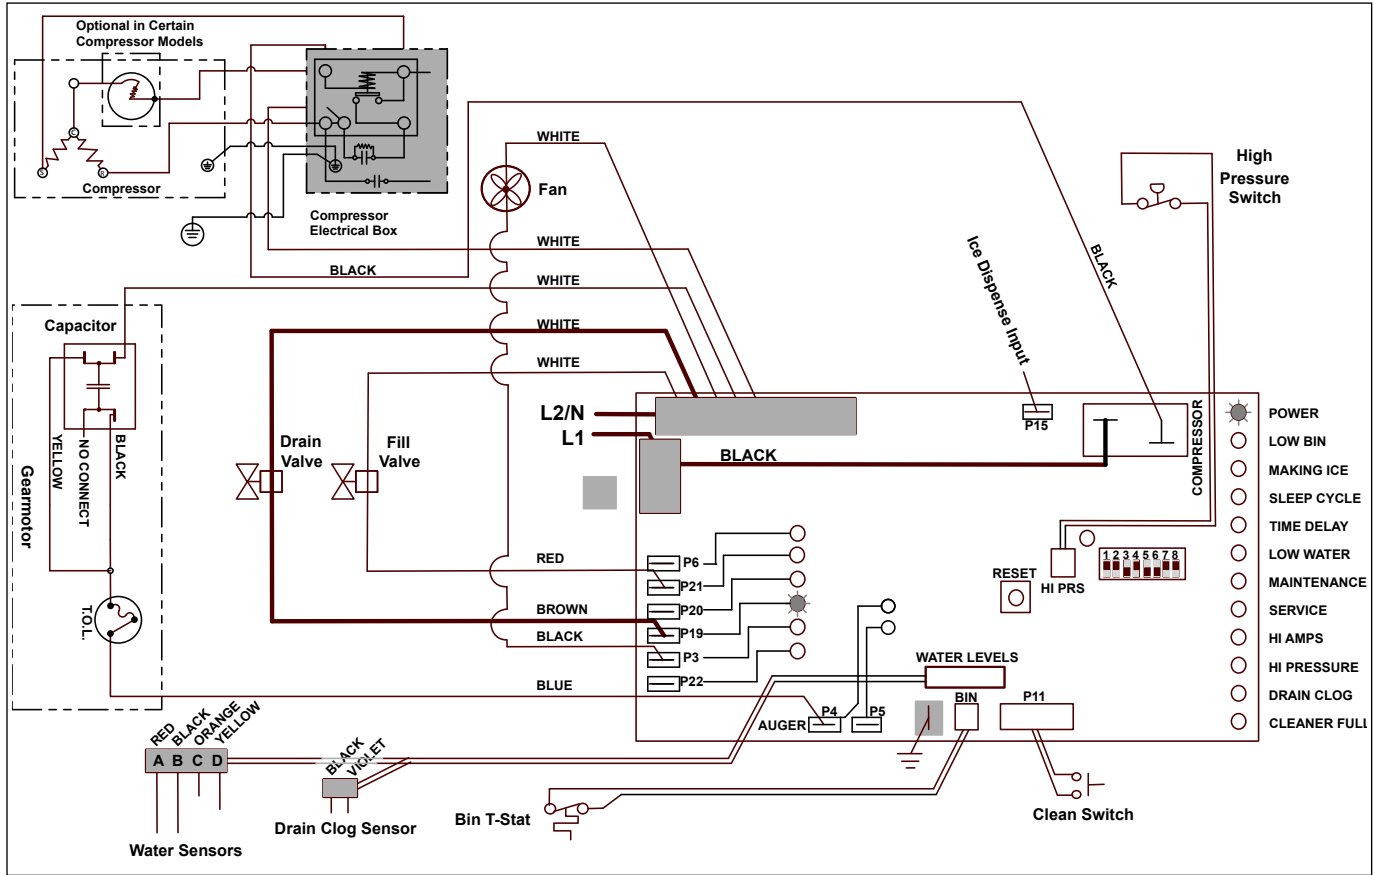 Optional in Certain
Compressor Models
C
S
R
Compressor
Compressor
Electrical Box
WHITE
Fan
WHITE
BLACK
WHITE
WHITE
WHITE
High
Pressure
Switch
BLACK
Ice Dispense Input
Capacitor
YELLOW
NO CONNECT
BLACK
Gearmotor
T.O.L.
Drain
Valve
Fill
Valve
L2/N
L1
BLACK
P15
COMPRESSOR
POWER
LOW BIN
MAKING ICE
SLEEP CYCLE
TIME DELAY
LOW WATER
MAINTENANCE
SERVICE
HI AMPS
HI PRESSURE
DRAIN CLOG
CLEANER FULL
RED
BROWN
BLACK
BLUE
P6
P21
P20
P19
P3
P22
RESET
HI PRS
1 2 3 4 5 6 7 8
WATER LEVELS
BIN
P11
AUGER
P4
P5
RED
BLACK
ORANGE
YELLOW
A B C D
Water Sensors
BLACK
VIOLET
Drain Clog Sensor
Bin T-Stat
Clean Switch